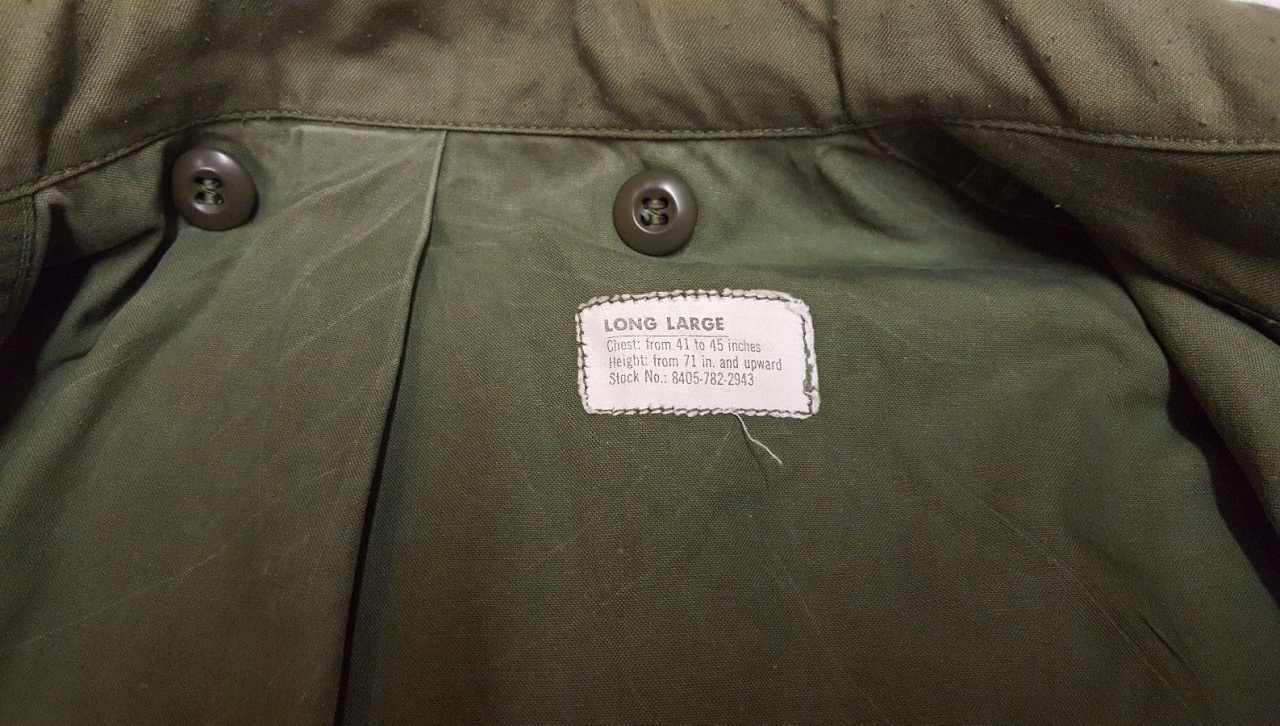 LONG LARGE
Chest: from 41 to 45 inches
Height: from 71 in. and upward
Stock No.: 8405-782-2943